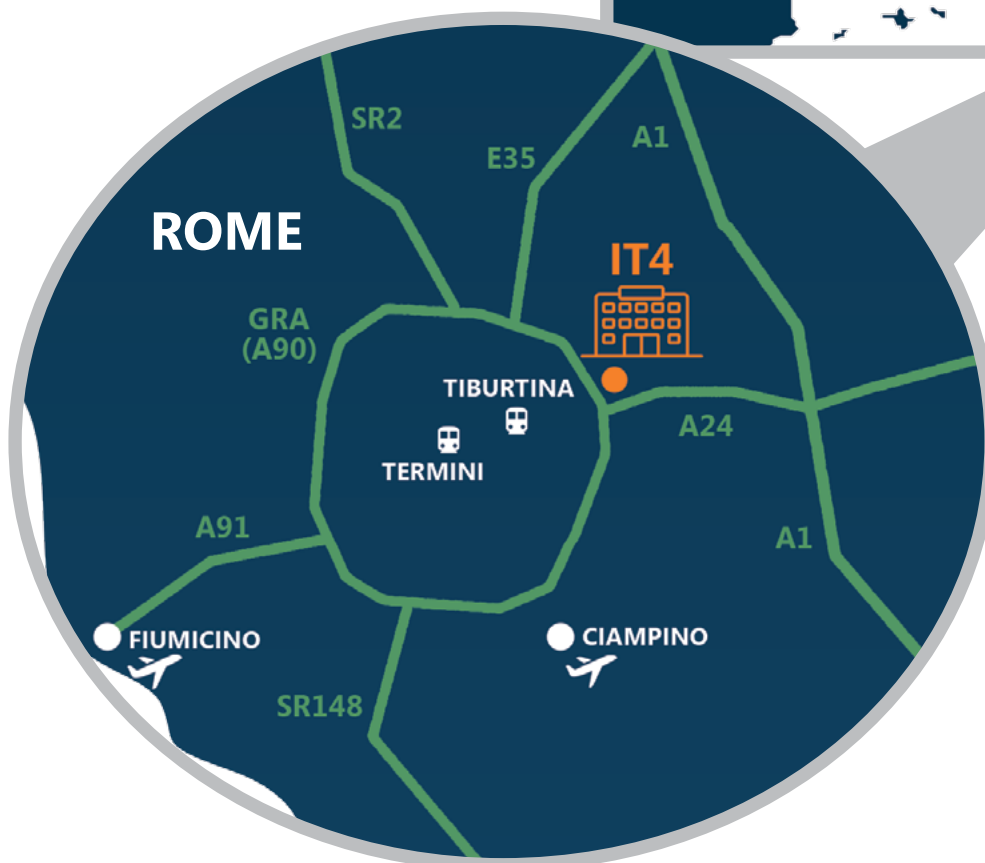 SR2
A1
E35
ROME
IT4
GRA
(A90)
TIBURTINA
A24
TERMINI
A91
A1
FIUMICINO
CIAMPINO
SR148